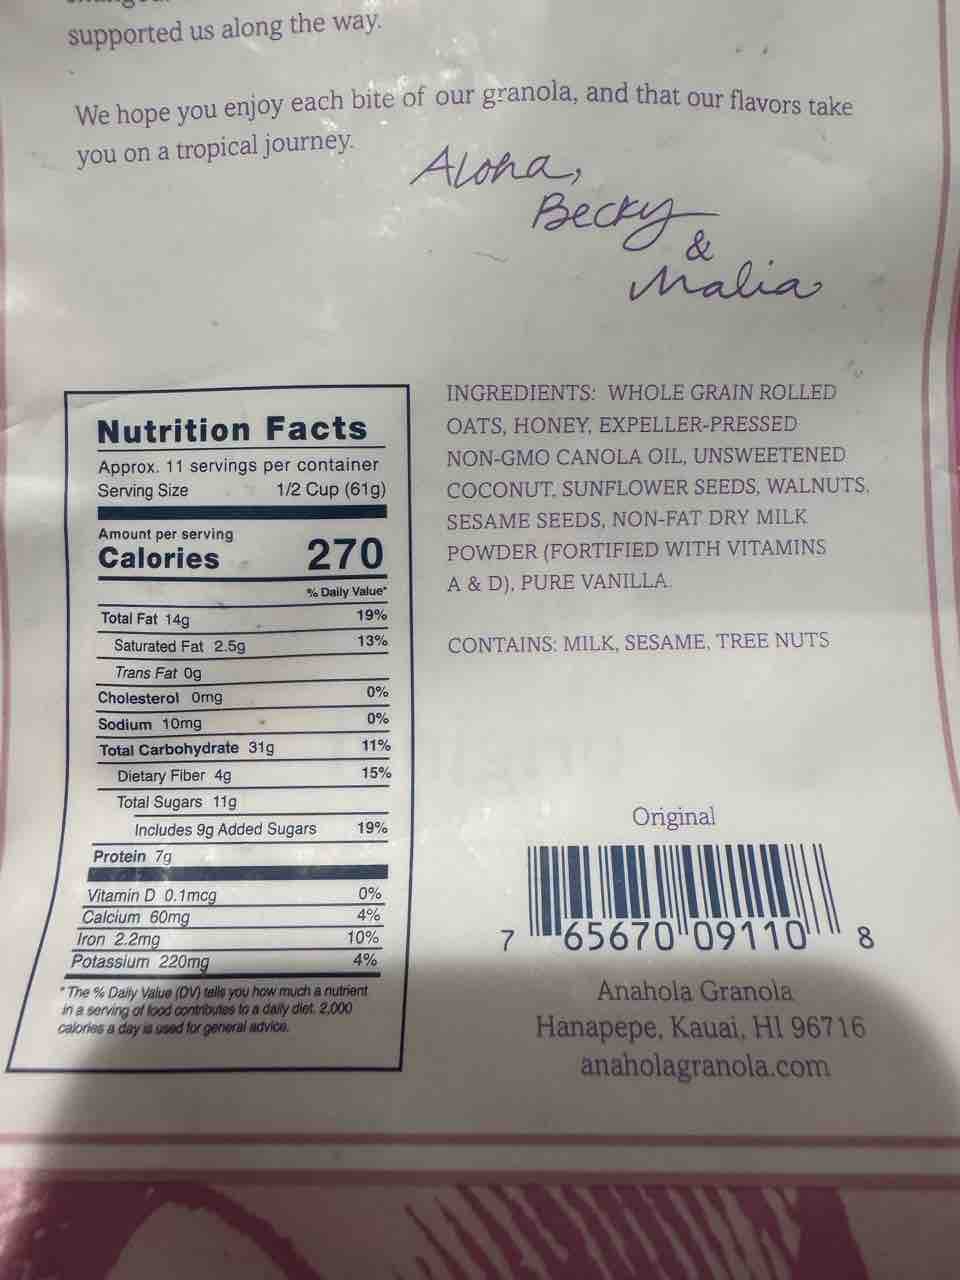 supported us along the way.
We hope you enjoy each bite of our granola, and that our flavors take
you on a tropical journey.
Aloha,
Becky
&
Malia
Nutrition Facts
Approx. 11 servings per container
Serving Size 1/2 Cup (61g)
Amount per serving
Calories 270
% Daily Value*
Total Fat 14g 19%
Saturated Fat 2.5g 13%
Trans Fat 0g
Cholesterol 0mg 0%
Sodium 10mg 0%
Total Carbohydrate 31g 11%
Dietary Fiber 4g 15%
Total Sugars 11g
Includes 9g Added Sugars 19%
Protein 7g
Vitamin D 0.1mcg 0%
Calcium 60mg 4%
Iron 2.2mg 10%
Potassium 220mg 4%
*The % Daily Value (DV) tells you how much a nutrient
in a serving of food contributes to a daily diet. 2,000
calories a day is used for general advice.
INGREDIENTS: WHOLE GRAIN ROLLED
OATS, HONEY, EXPELLER-PRESSED
NON-GMO CANOLA OIL, UNSWEETENED
COCONUT, SUNFLOWER SEEDS, WALNUTS,
SESAME SEEDS, NON-FAT DRY MILK
POWDER (FORTIFIED WITH VITAMINS
A & D), PURE VANILLA.
CONTAINS: MILK, SESAME, TREE NUTS
Original
7 65670 09110 8
Anahola Granola
Hanapepe, Kauai, HI 96716
anaholagranola.com